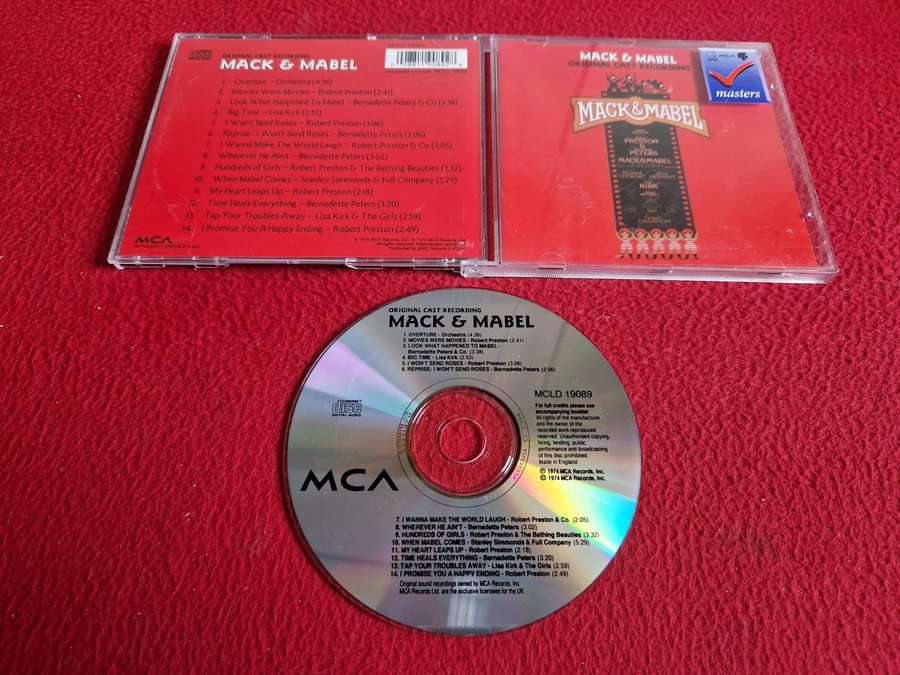 ORIGINAL CAST RECORDING
MACK & MABEL
1. Overture – Orchestra (4.36)
2. Movies Were Movies – Robert Preston (2.41)
3. Look What Happened To Mabel – Bernadette Peters & Co (3.38)
4. Big Time – Lisa Kirk (2.53)
5. I Won't Send Roses – Robert Preston (3.06)
6. Reprise: I Won't Send Roses – Bernadette Peters (2.06)
7. I Wanna Make The World Laugh – Robert Preston & Co (2.05)
8. Wherever He Ain't – Bernadette Peters (3.02)
9. Hundreds of Girls – Robert Preston & The Bathing Beauties (3.32)
10. When Mabel Comes – Stanley Simmonds & Full Company (5.29)
11. My Heart Leaps Up – Robert Preston (2.18)
12. Time Heals Everything – Bernadette Peters (3.20)
13. Tap Your Troubles Away – Lisa Kirk & The Girls (2.59)
14. I Promise You A Happy Ending – Robert Preston (2.49)
MCA
℗ 1974 MCA Records, Inc. © 1974 MCA Records, Inc.
All rights reserved.
MACK & MABEL
ORIGINAL CAST RECORDING
MCA
masters
MACK & MABEL
PRESTON
&
PETERS
MACK&MABEL
KIRK
CHAMPION
ORIGINAL CAST RECORDING
MACK & MABEL
1. OVERTURE - Orchestra (4.36)
2. MOVIES WERE MOVIES - Robert Preston (2.41)
3. LOOK WHAT HAPPENED TO MABEL -
Bernadette Peters & Co. (3.38)
4. BIG TIME - Lisa Kirk (2.53)
5. I WON'T SEND ROSES - Robert Preston (3.06)
6. REPRISE: I WON'T SEND ROSES - Bernadette Peters (2.06)
COMPACT
disc
DIGITAL AUDIO
MCLD 19089
For full credits please see
accompanying booklet
All rights of the manufacturer
and the owner of the
recorded work reproduced
reserved. Unauthorised copying,
hiring, lending, public
performance and broadcasting
of this disc prohibited.
Made in England
℗ 1974 MCA Records, Inc.
© 1974 MCA Records, Inc.
MCA
7. I WANNA MAKE THE WORLD LAUGH - Robert Preston & Co. (2.05)
8. WHEREVER HE AIN'T - Bernadette Peters (3.02)
9. HUNDREDS OF GIRLS - Robert Preston & The Bathing Beauties (3.32)
10. WHEN MABEL COMES - Stanley Simmonds & Full Company (5.29)
11. MY HEART LEAPS UP - Robert Preston (2.18)
12. TIME HEALS EVERYTHING - Bernadette Peters (3.20)
13. TAP YOUR TROUBLES AWAY - Lisa Kirk & The Girls (2.59)
14. I PROMISE YOU A HAPPY ENDING - Robert Preston (2.49)
Original sound recordings owned by MCA Records, Inc.
MCA Records Ltd. are the exclusive licensees for the UK